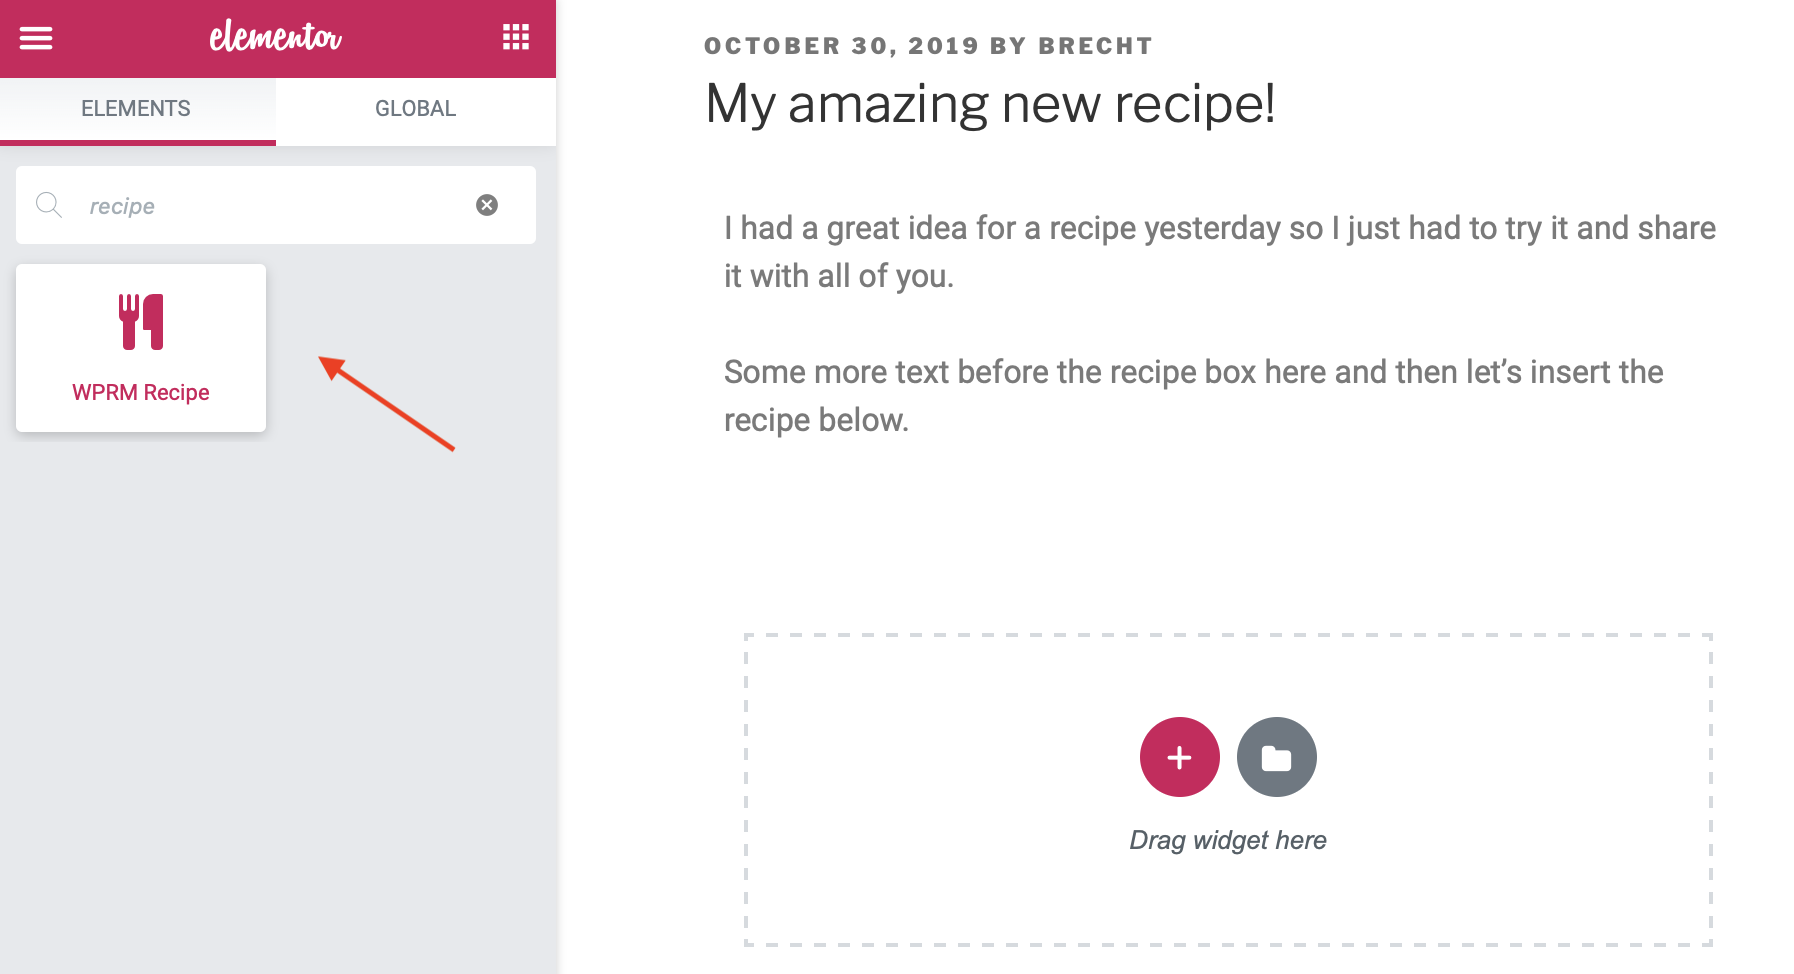 elementor
ELEMENTS
GLOBAL
recipe
WPRM Recipe
OCTOBER 30, 2019 BY BRECHT
My amazing new recipe!
I had a great idea for a recipe yesterday so I just had to try it and share
it with all of you.
Some more text before the recipe box here and then let’s insert the
recipe below.
Drag widget here